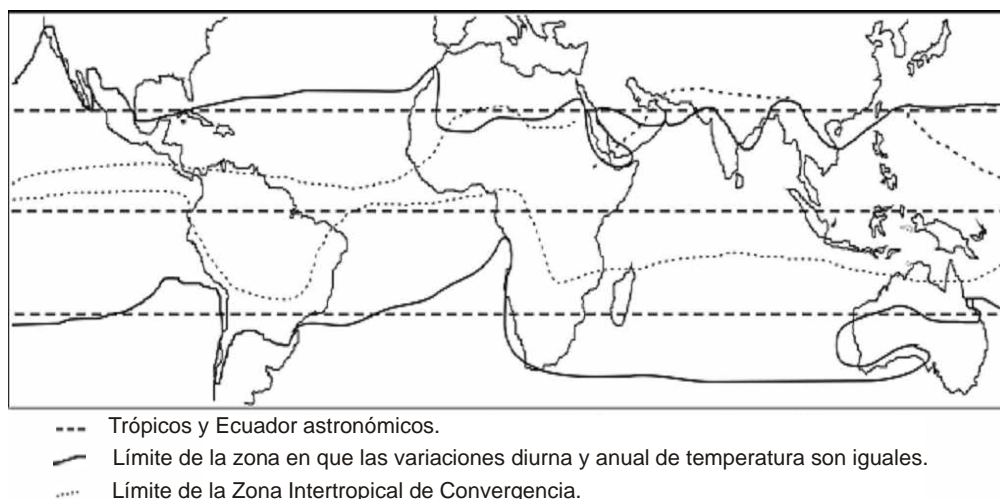 Trópicos y Ecuador astronómicos.
Límite de la zona en que las variaciones diurna y anual de temperatura son iguales.
Límite de la Zona Intertropical de Convergencia.